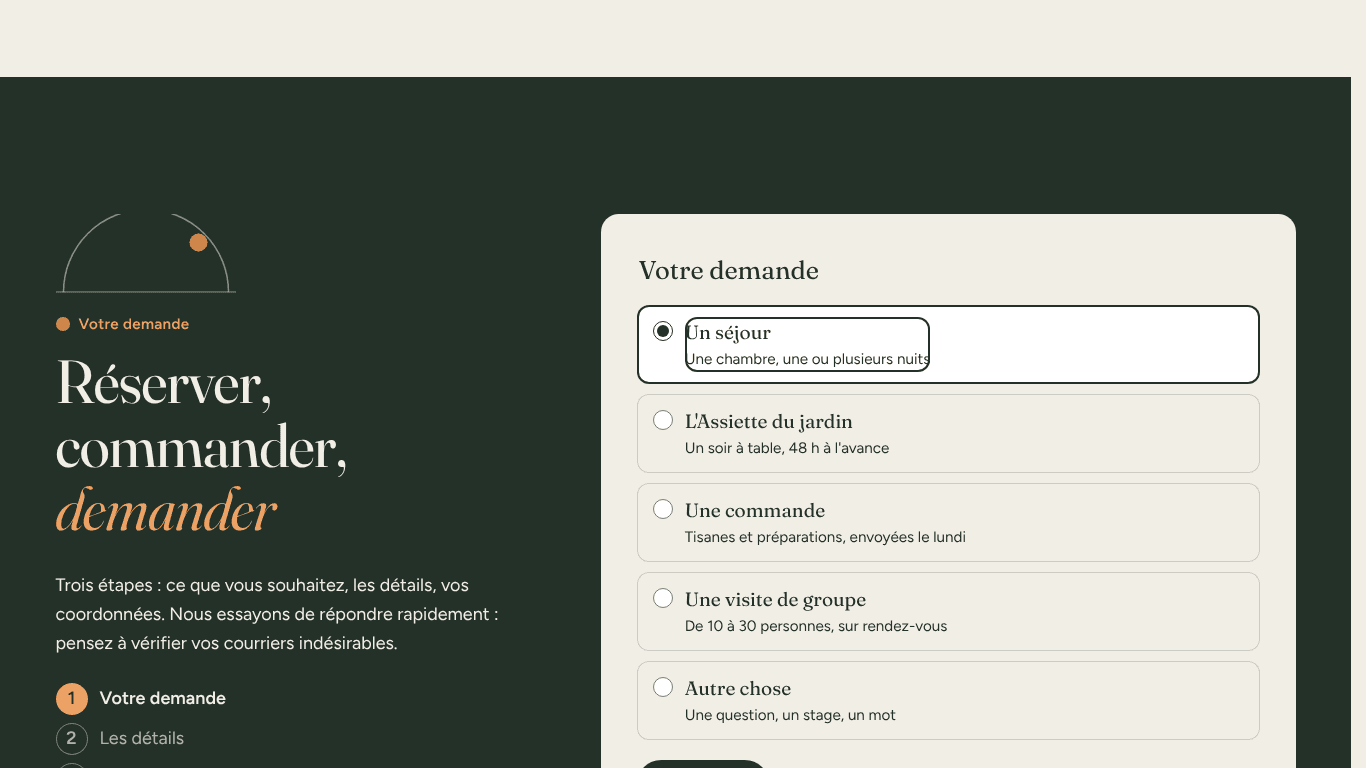 Votre demande
Réserver,
commander,
demander
Trois étapes : ce que vous souhaitez, les détails, vos
coordonnées. Nous essayons de répondre rapidement :
pensez à vérifier vos courriers indésirables.
1 Votre demande
2 Les détails
Votre demande
Un séjour
Une chambre, une ou plusieurs nuits
L'Assiette du jardin
Un soir à table, 48 h à l'avance
Une commande
Tisanes et préparations, envoyées le lundi
Une visite de groupe
De 10 à 30 personnes, sur rendez-vous
Autre chose
Une question, un stage, un mot